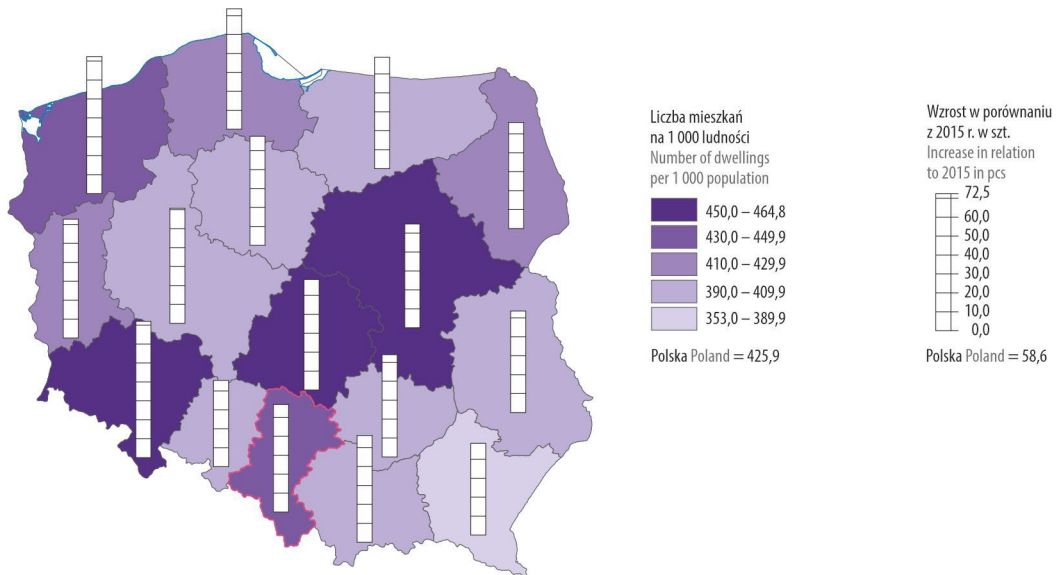 Liczba mieszkań
na 1 000 ludności
Number of dwellings
per 1 000 population
450,0 – 464,8
430,0 – 449,9
410,0 – 429,9
390,0 – 409,9
353,0 – 389,9
Polska Poland = 425,9
Wzrost w porównaniu
z 2015 r. w szt.
Increase in relation
to 2015 in pcs
72,5
60,0
50,0
40,0
30,0
20,0
10,0
0,0
Polska Poland = 58,6